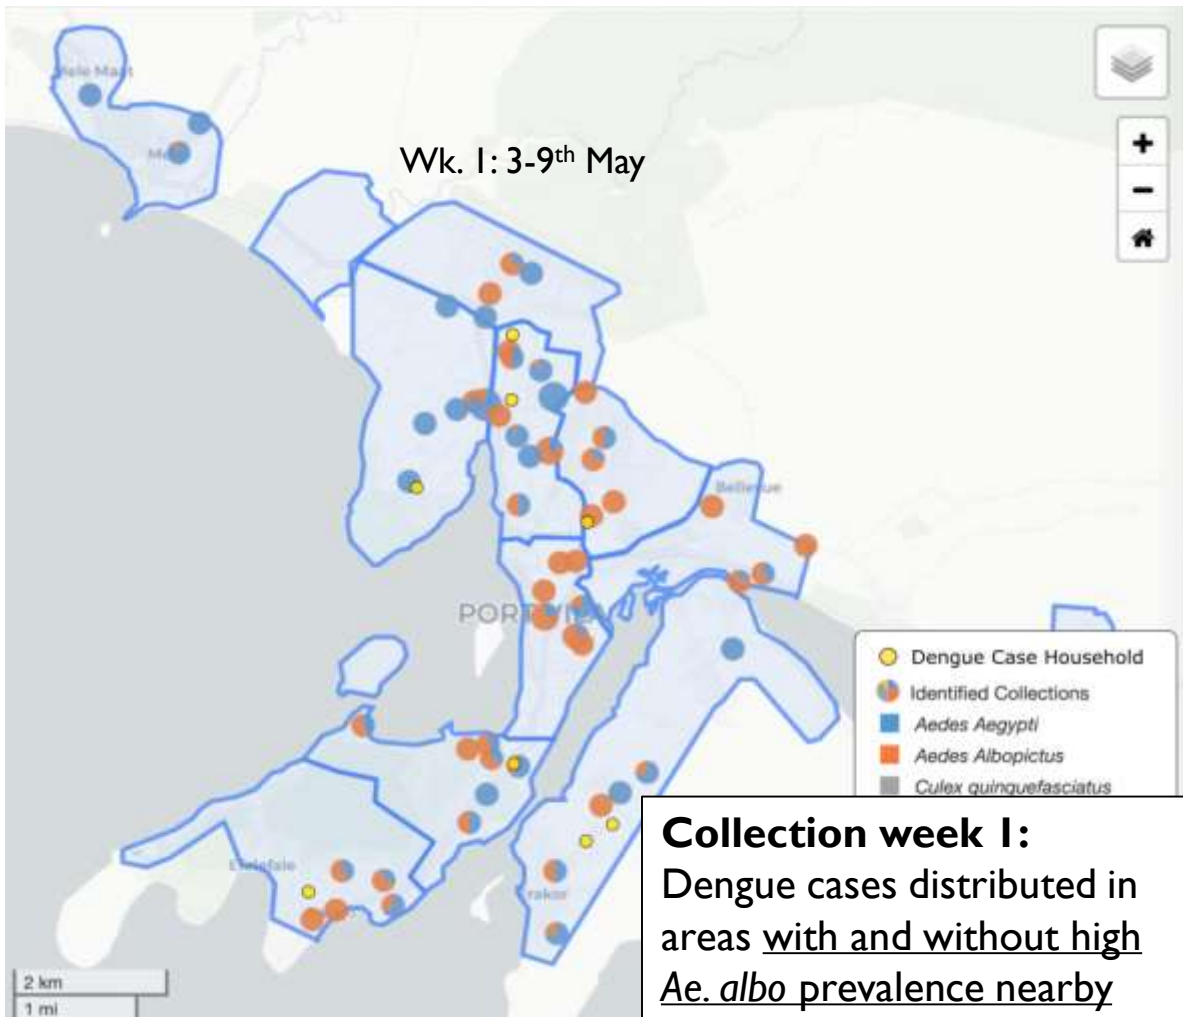 Mele Maat
Wk. 1: 3-9th May
+
−
Bellevue
PORT VILA
Dengue Case Household
Identified Collections
Aedes Aegypti
Aedes Albopictus
Culex quinquefasciatus
Collection week 1:
Dengue cases distributed in
areas with and without high
Ae. albo prevalence nearby
2 km
1 mi